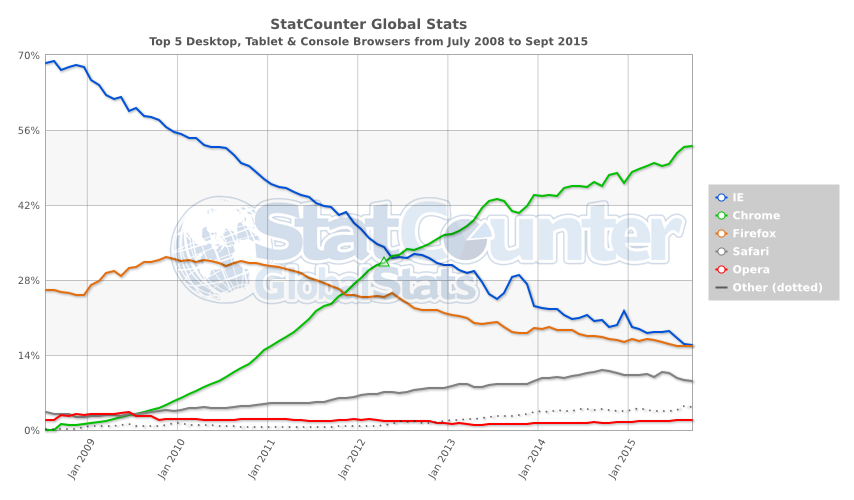 StatCounter Global Stats
Top 5 Desktop, Tablet & Console Browsers from July 2008 to Sept 2015
70%
56%
42%
28%
14%
0%
StatCounter
GlobalStats
IE
Chrome
Firefox
Safari
Opera
Other (dotted)
Jan 2009
Jan 2010
Jan 2011
Jan 2012
Jan 2013
Jan 2014
Jan 2015